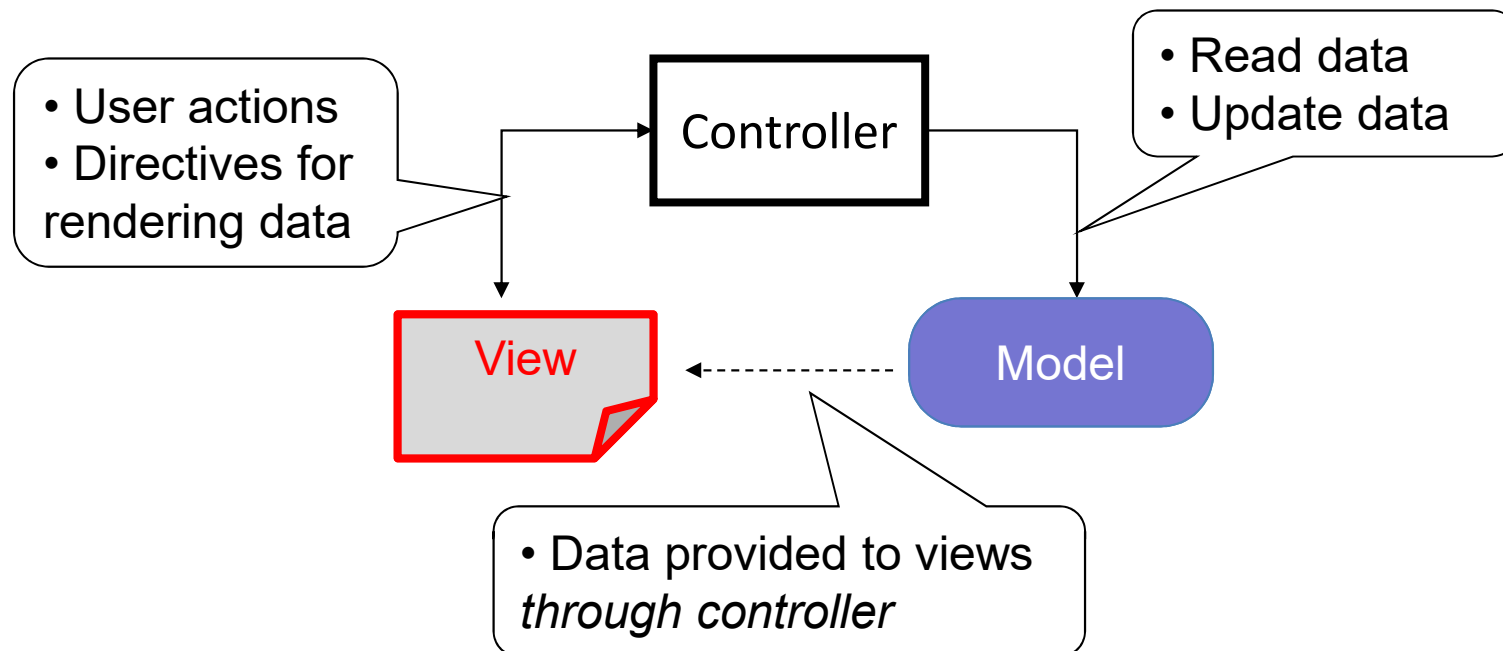 • User actions
• Directives for
rendering data
Controller
• Read data
• Update data
View
Model
• Data provided to views
through controller